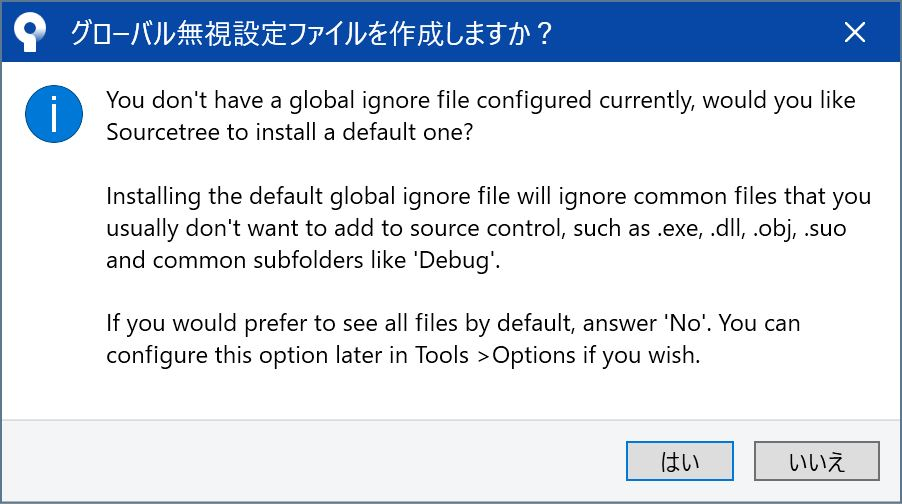 グローバル無視設定ファイルを作成しますか？
You don't have a global ignore file configured currently, would you like
Sourcetree to install a default one?
Installing the default global ignore file will ignore common files that you
usually don't want to add to source control, such as .exe, .dll, .obj, .suo
and common subfolders like 'Debug'.
If you would prefer to see all files by default, answer 'No'. You can
configure this option later in Tools >Options if you wish.
はい
いいえ